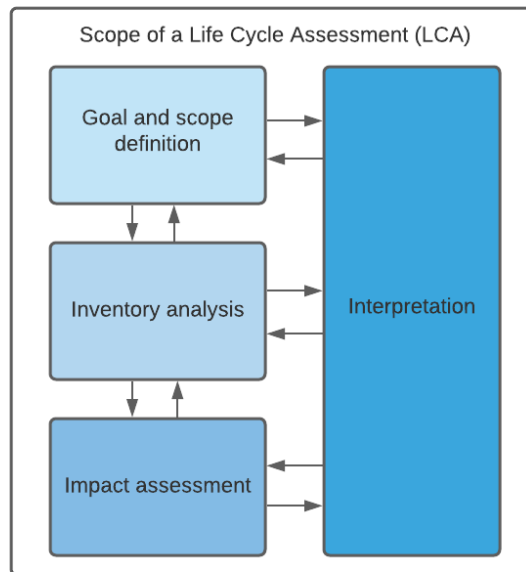 Scope of a Life Cycle Assessment (LCA)
Goal and scope
definition
Inventory analysis
Interpretation
Impact assessment